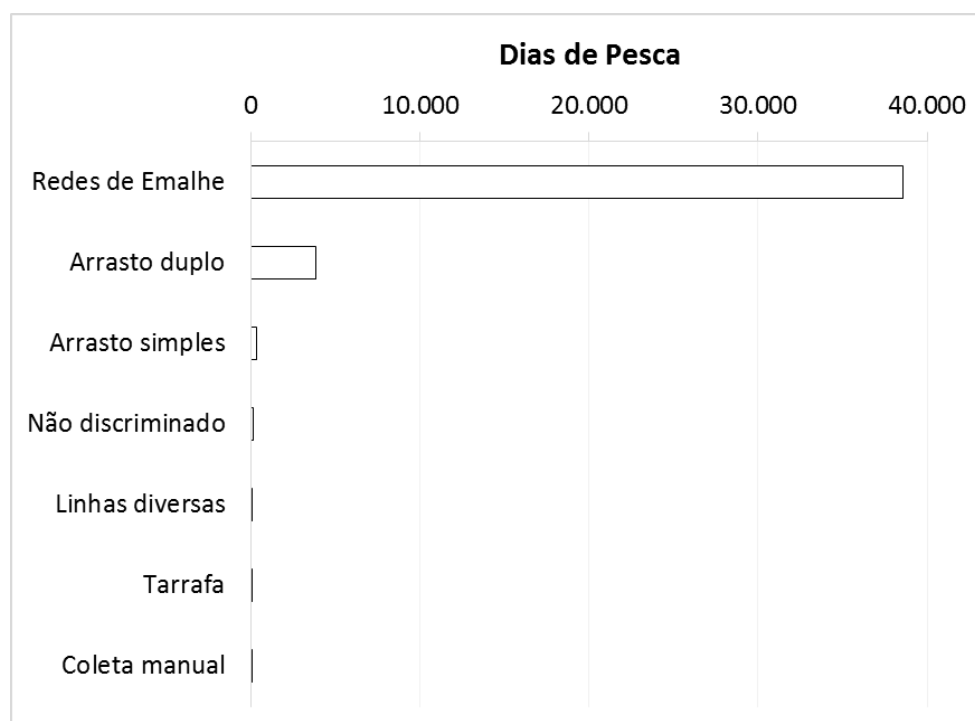 Dias de Pesca
0 10.000 20.000 30.000 40.000
Redes de Emalhe
Arrasto duplo
Arrasto simples
Não discriminado
Linhas diversas
Tarrafa
Coleta manual